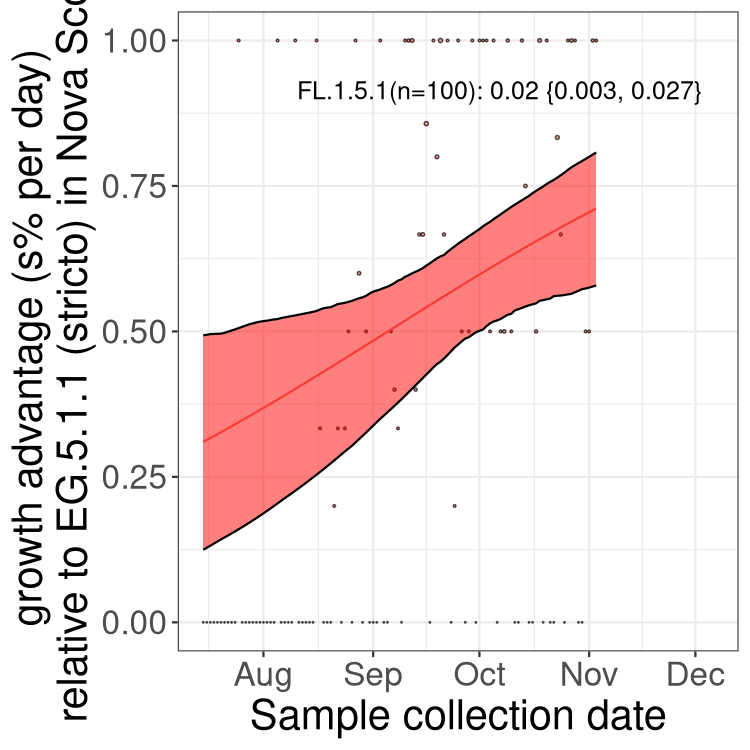 growth advantage (s% per day)
relative to EG.5.1.1 (stricto) in Nova
FL.1.5.1(n=100): 0.02 {0.003, 0.027}
1.00
0.75
0.50
0.25
0.00
Aug Sep Oct Nov Dec
Sample collection date